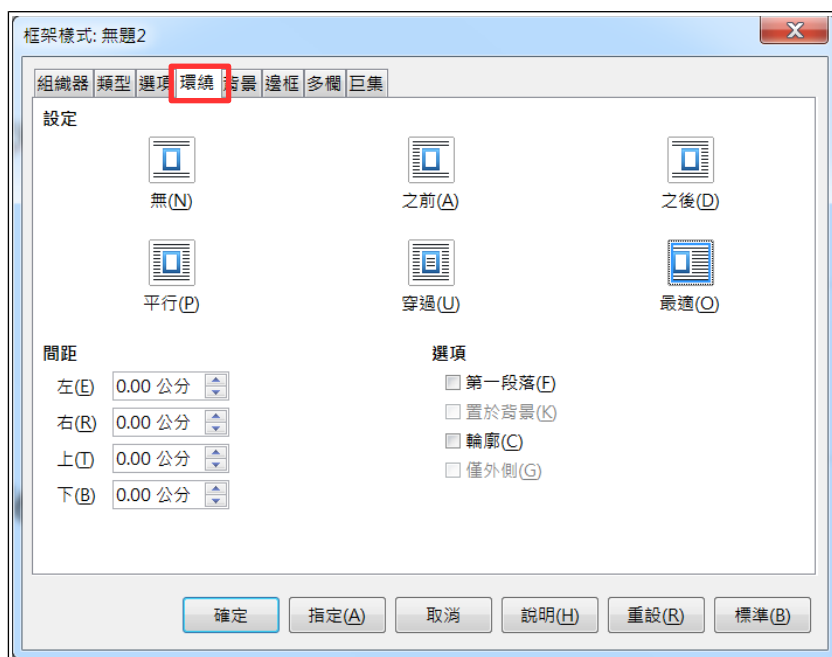 框架樣式: 無題2
組織器 類型 選項 環繞 背景 邊框 多欄 巨集
設定
無(N) 之前(A) 之後(D)
平行(P) 穿過(U) 最適(O)
間距 選項
左(E) 0.00 公分 第一段落(F)
右(R) 0.00 公分 置於背景(K)
上(T) 0.00 公分 輪廓(C)
下(B) 0.00 公分 僅外側(G)
確定 指定(A) 取消 說明(H) 重設(R) 標準(B)